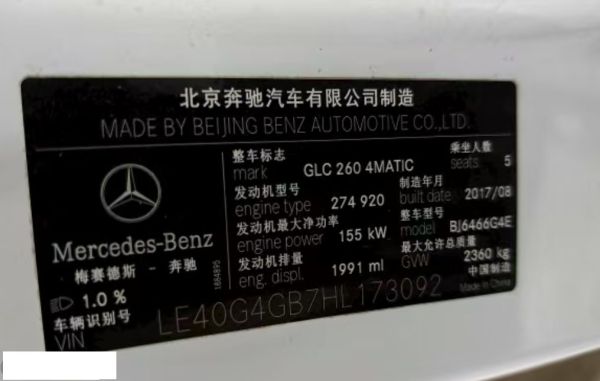 北京奔驰汽车有限公司制造
MADE BY BEIJING BENZ AUTOMOTIVE CO.,LTD.
整车标志 乘坐人数
mark GLC 260 4MATIC seats 5
发动机型号 制造年月
engine type 274 920 built date 2017/08
发动机最大净功率 整车型号
engine power 155 kW model BJ6466G4E
发动机排量 最大允许总质量
eng. displ. 1991 ml GVW 2360 kg
中国制造
Made in China
Mercedes-Benz
梅赛德斯 - 奔驰
1.0 %
1684895
车辆识别号
VIN LE40G4GB7HL173092